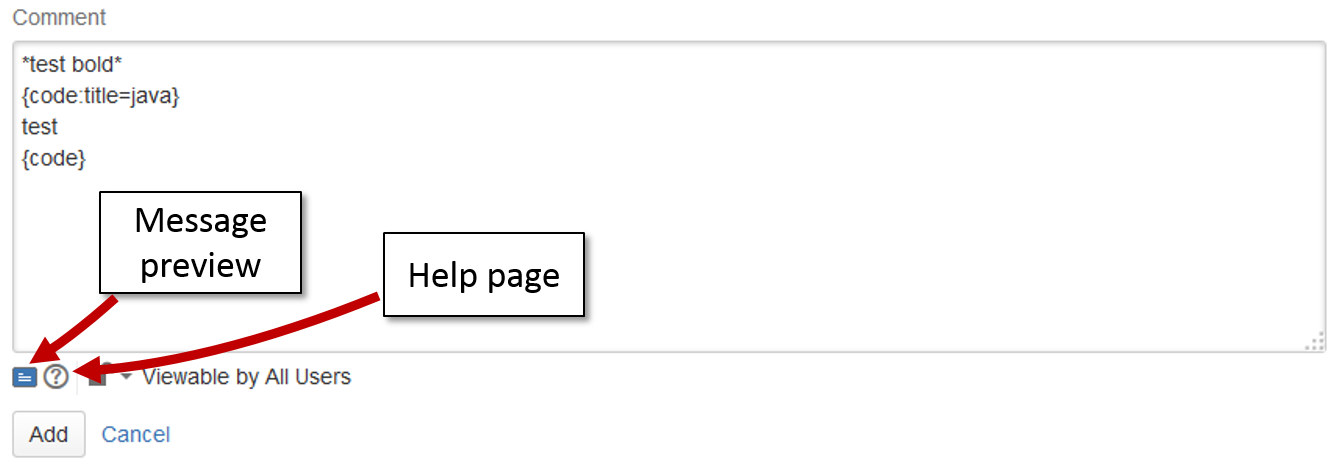 Comment
*test bold*
{code:title=java}
test
{code}
Message
preview
Help page
Viewable by All Users
Add
Cancel